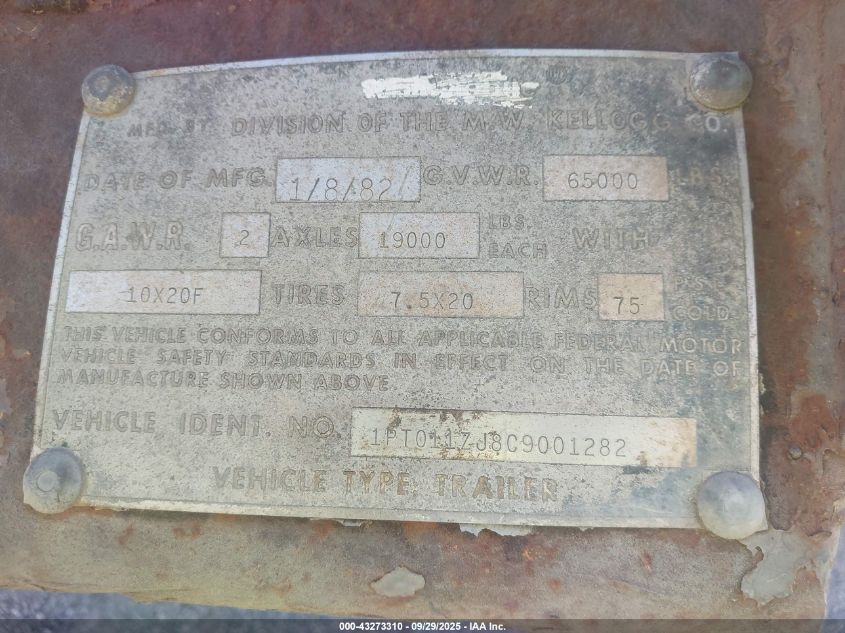 MFD. BY DIVISION OF THE M.W. KELLOGG CO.
DATE OF MFG. 1/8/82 G.V.W.R. 65000 LBS.
G.A.W.R. 2 AXLES 19000 LBS. EACH WITH
10X20F TIRES 7.5X20 RIMS 75 P.S.I. COLD
THIS VEHICLE CONFORMS TO ALL APPLICABLE FEDERAL MOTOR
VEHICLE SAFETY STANDARDS IN EFFECT ON THE DATE OF
MANUFACTURE SHOWN ABOVE
VEHICLE IDENT. NO. 1PT011ZJ8C9001282
VEHICLE TYPE, TRAILER
000-43273310 - 09/29/2025 - IAA Inc.